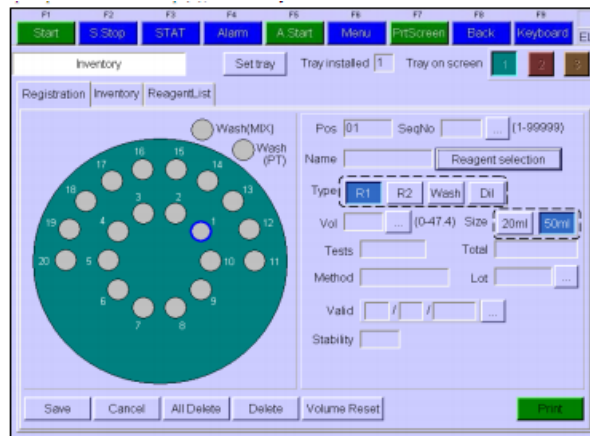 F1 F2 F3 F4 F5 F6 F7 F8 F9
Start S.Stop STAT Alarm A.Start Menu PrtScreen Back Keyboard
Inventory Set tray Tray installed 1 Tray on screen 1 2 3
Registration Inventory ReagentList
Wash(MIX)
Wash (PT)
16 15
17 14
18 3 2 13
19 4 1 12
20 5 10 11
6 9
7 8
Pos 01 SeqNo ... (1-99999)
Name Reagent selection
Type R1 R2 Wash Dil
Vol ... (0-47.4) Size 20ml 50ml
Tests Total
Method Lot ...
Valid / / ...
Stability
Save Cancel All Delete Delete Volume Reset Print